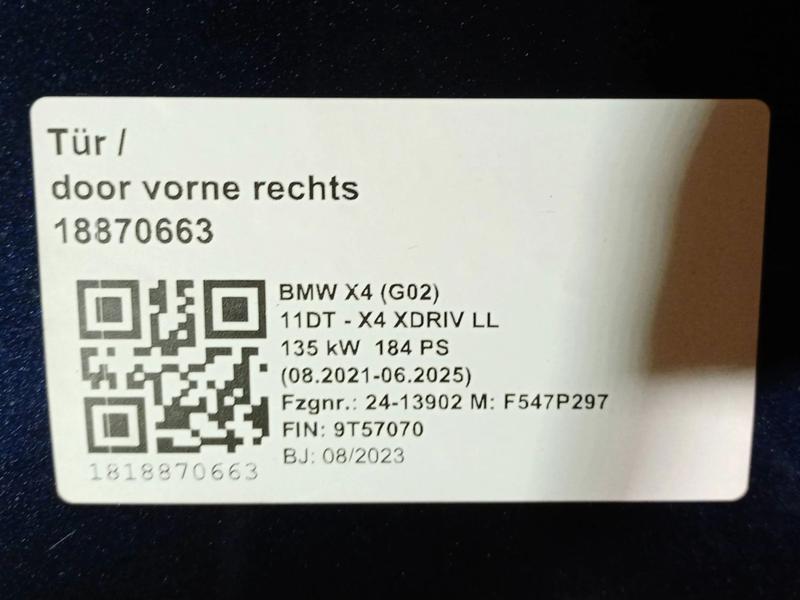 Tür /
door vorne rechts
18870663
BMW X4 (G02)
11DT - X4 XDRIV LL
135 kW 184 PS
(08.2021-06.2025)
Fzgnr.: 24-13902 M: F547P297
FIN: 9T57070
BJ: 08/2023
1818870663